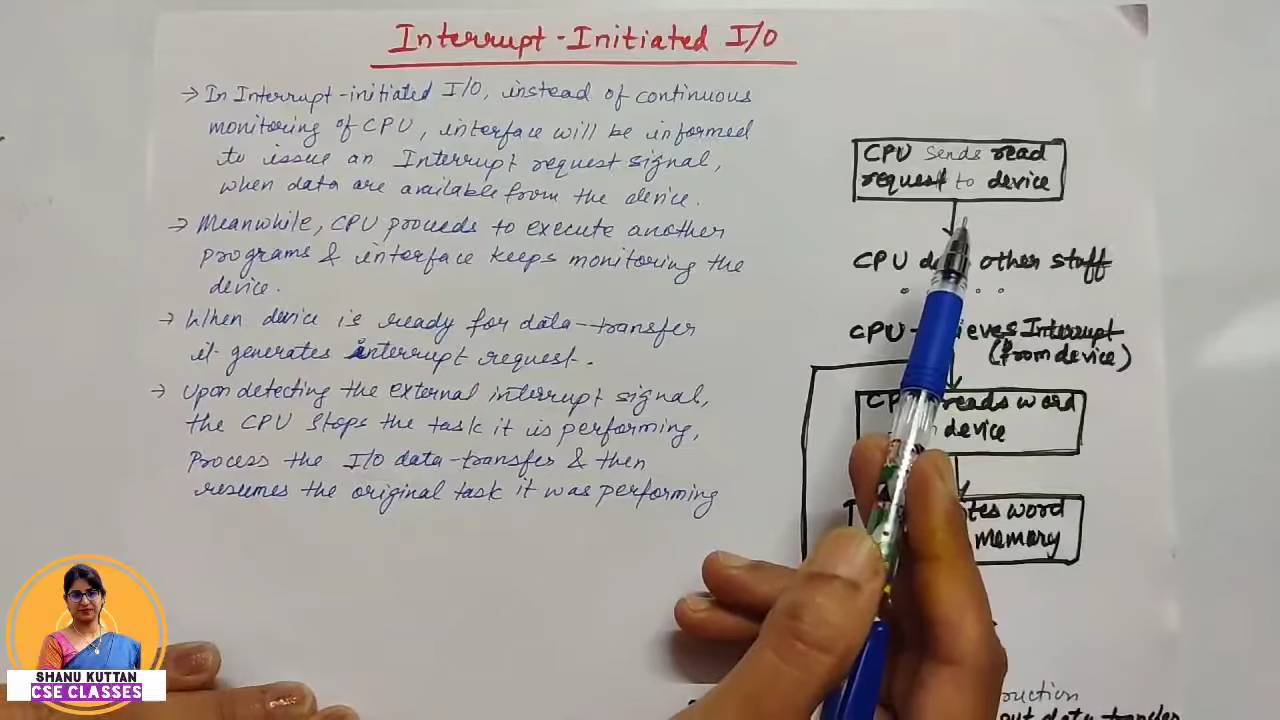 Interrupt-Initiated I/O
→ In Interrupt-initiated I/O, instead of continuous
monitoring of CPU, interface will be informed
to issue an Interrupt request signal,
when data are available from the device.
→ Meanwhile, CPU proceeds to execute another
programs & interface keeps monitoring the
device.
→ When device is ready for data-transfer
it generates interrupt request.
→ Upon detecting the external interrupt signal,
the CPU stops the task it is performing,
process the I/O data-transfer & then
resumes the original task it was performing
CPU sends read
request to device
CPU other stuff
CPU Interrupt
(from device)
reads word
device
word
memory
out data transfer
SHANU KUTTAN
CSE CLASSES